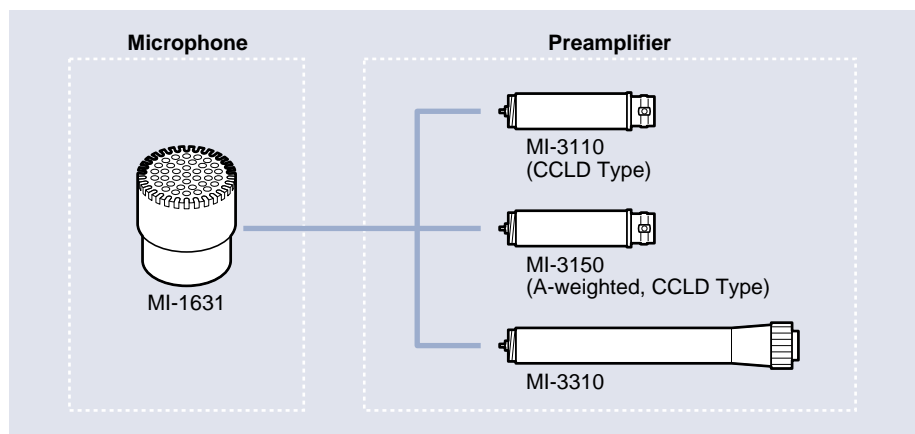 Microphone
Preamplifier
MI-1631
MI-3110
(CCLD Type)
MI-3150
(A-weighted, CCLD Type)
MI-3310